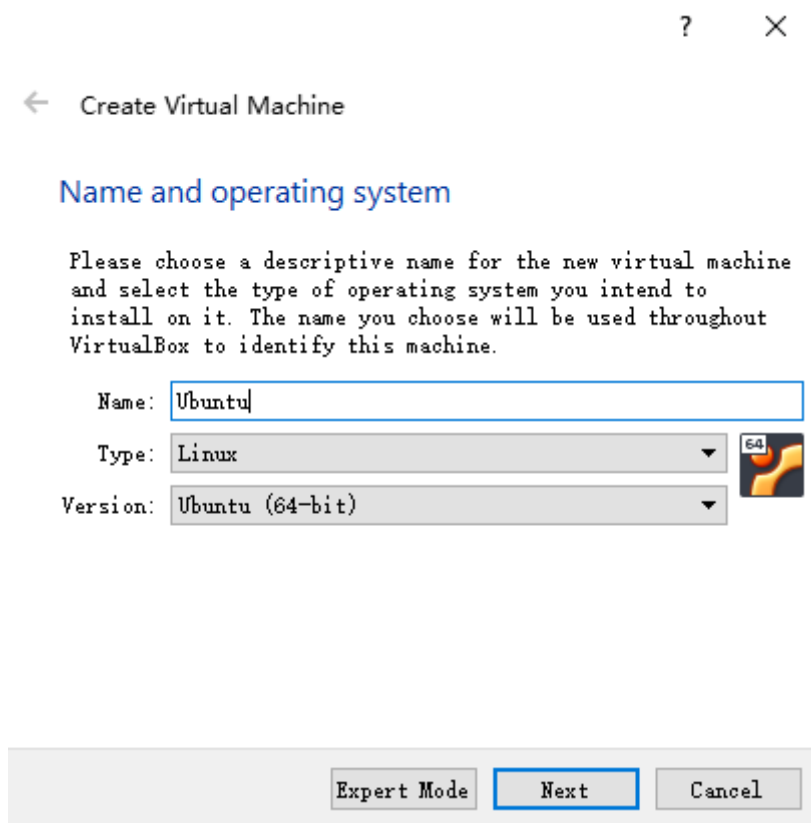 ?
Create Virtual Machine
Name and operating system
Please choose a descriptive name for the new virtual machine
and select the type of operating system you intend to
install on it. The name you choose will be used throughout
VirtualBox to identify this machine.
Name: Ubuntu
Type: Linux
64
Version: Ubuntu (64-bit)
Expert Mode Next Cancel